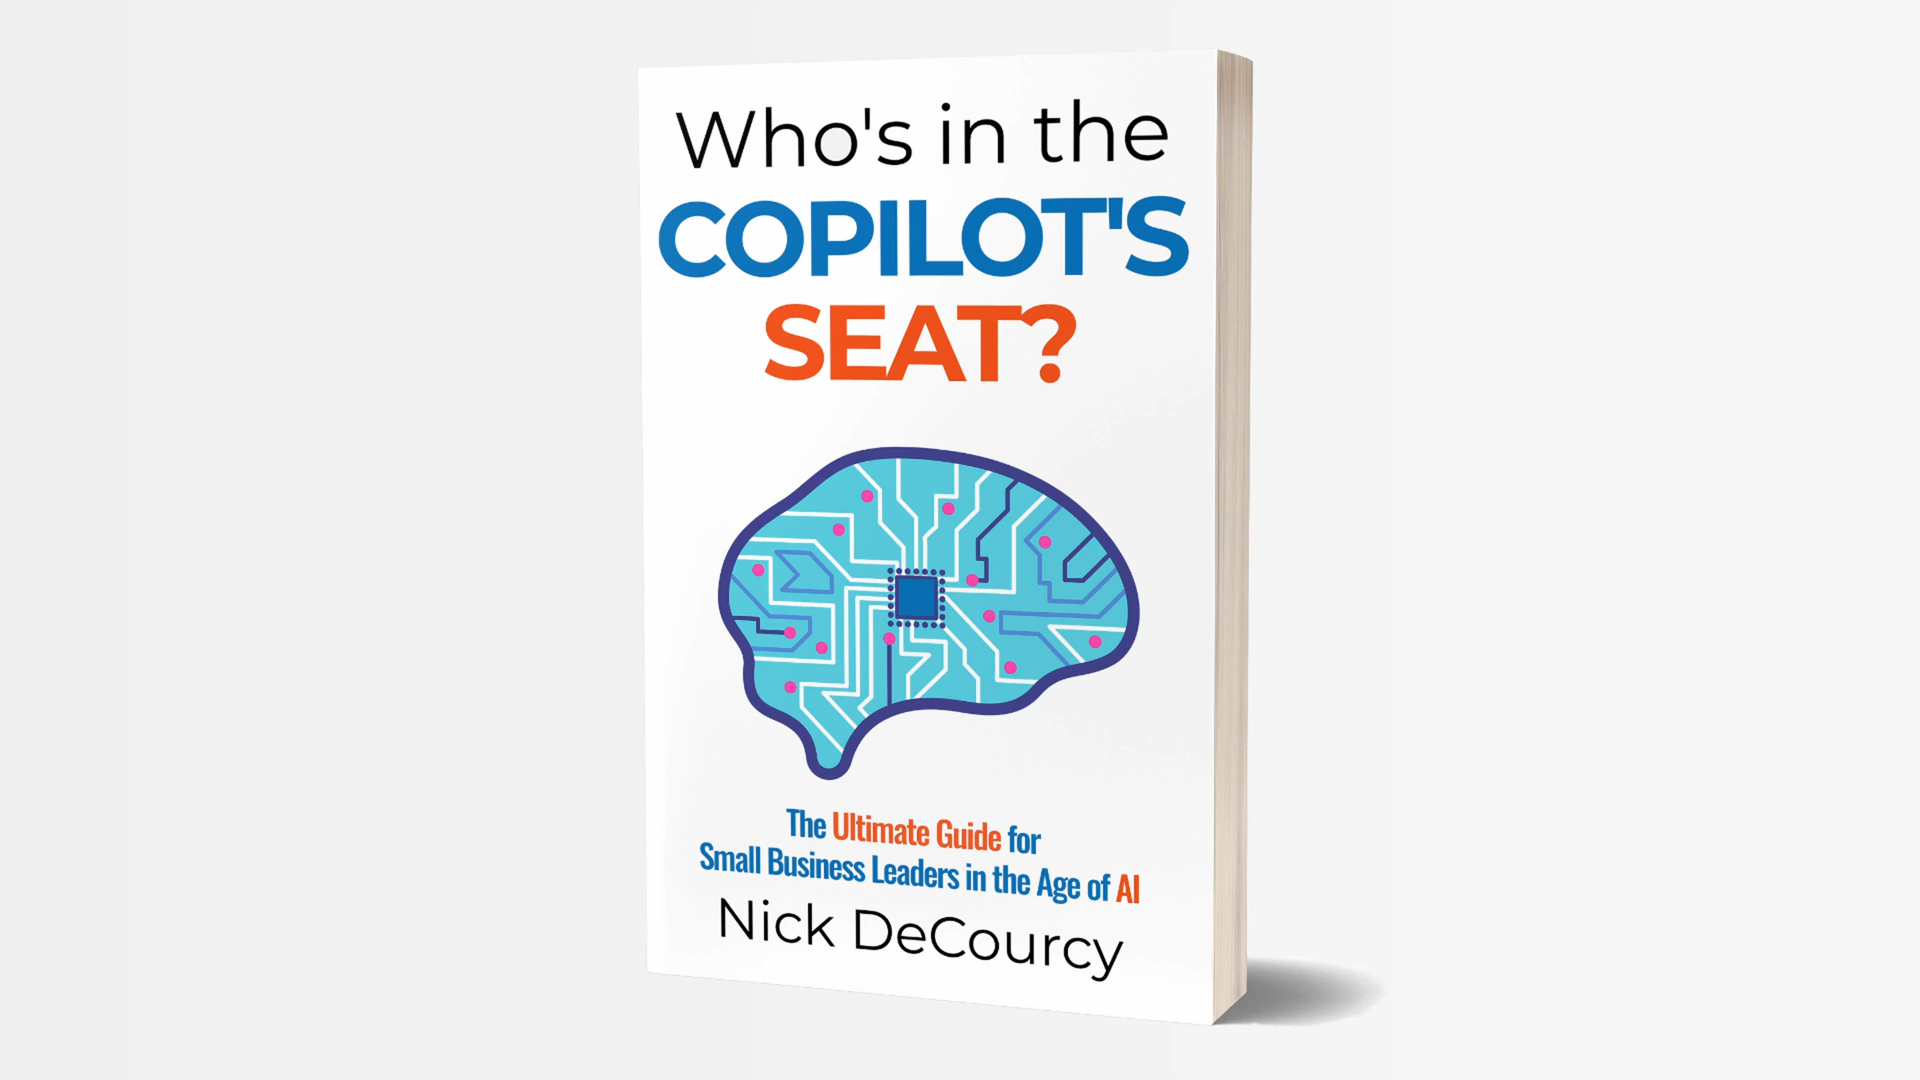 Who's in the
COPILOT'S
SEAT?
The Ultimate Guide for
Small Business Leaders in the Age of AI
Nick DeCourcy